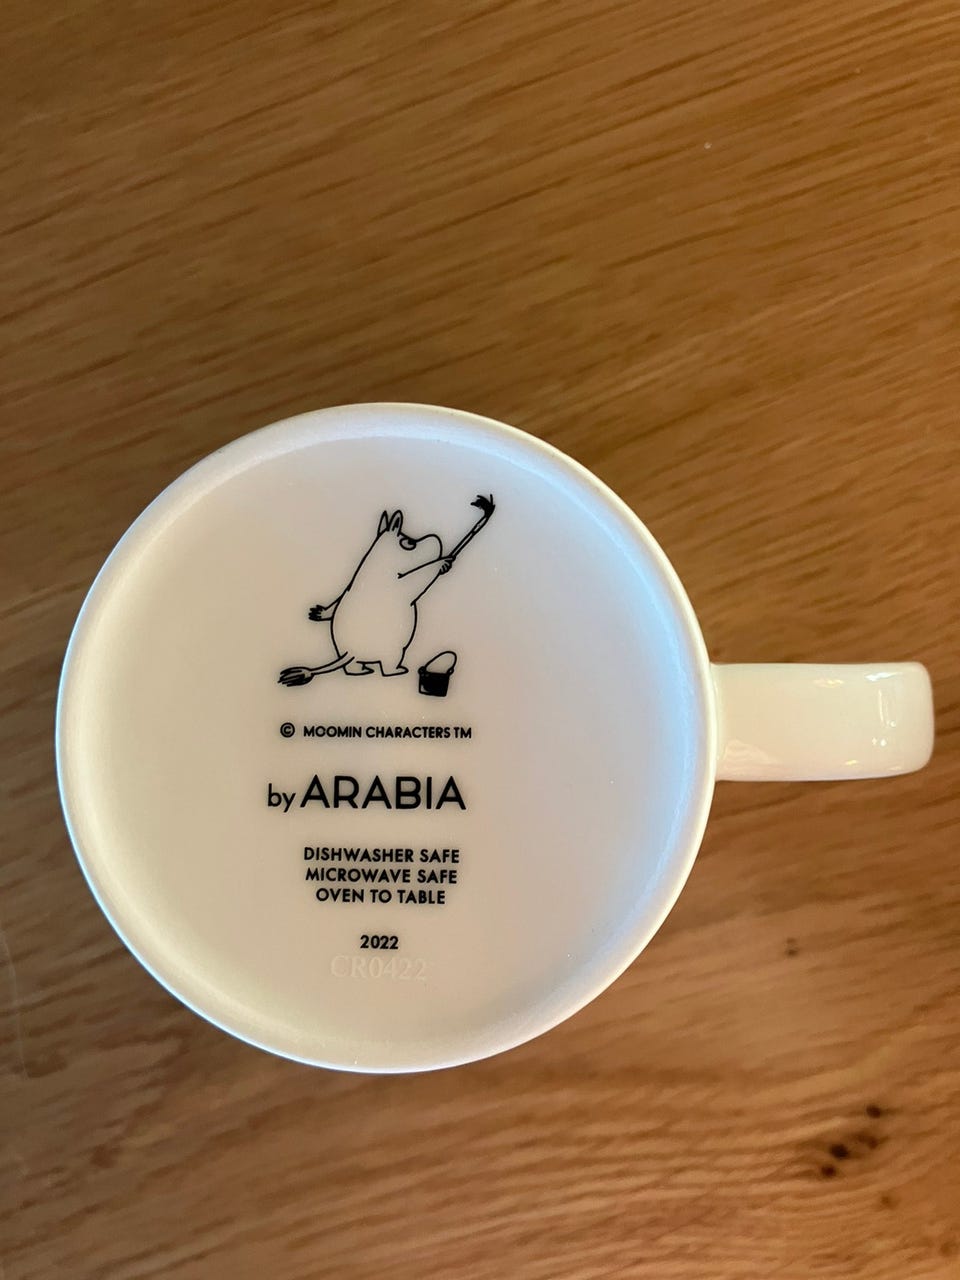 © MOOMIN CHARACTERS TM
by ARABIA
DISHWASHER SAFE
MICROWAVE SAFE
OVEN TO TABLE
2022
CR0422